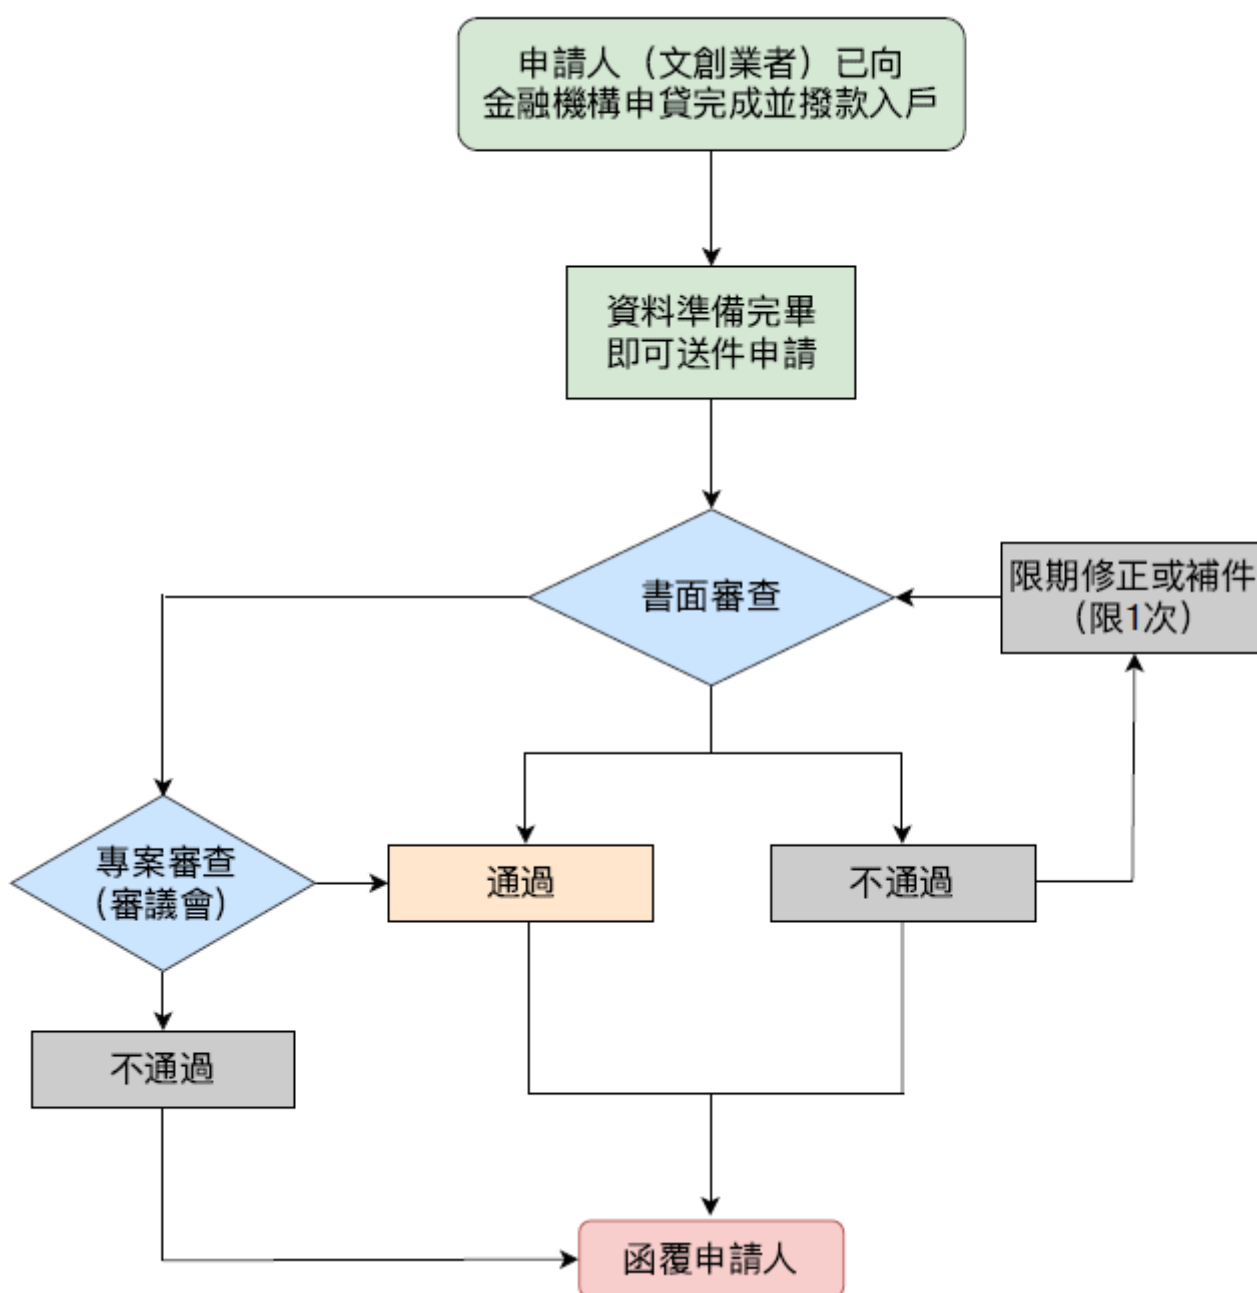 申請人（文創業者）已向
金融機構申貸完成並撥款入戶
資料準備完畢
即可送件申請
書面審查
限期修正或補件
（限1次）
專案審查
（審議會）
通過
不通過
不通過
函覆申請人